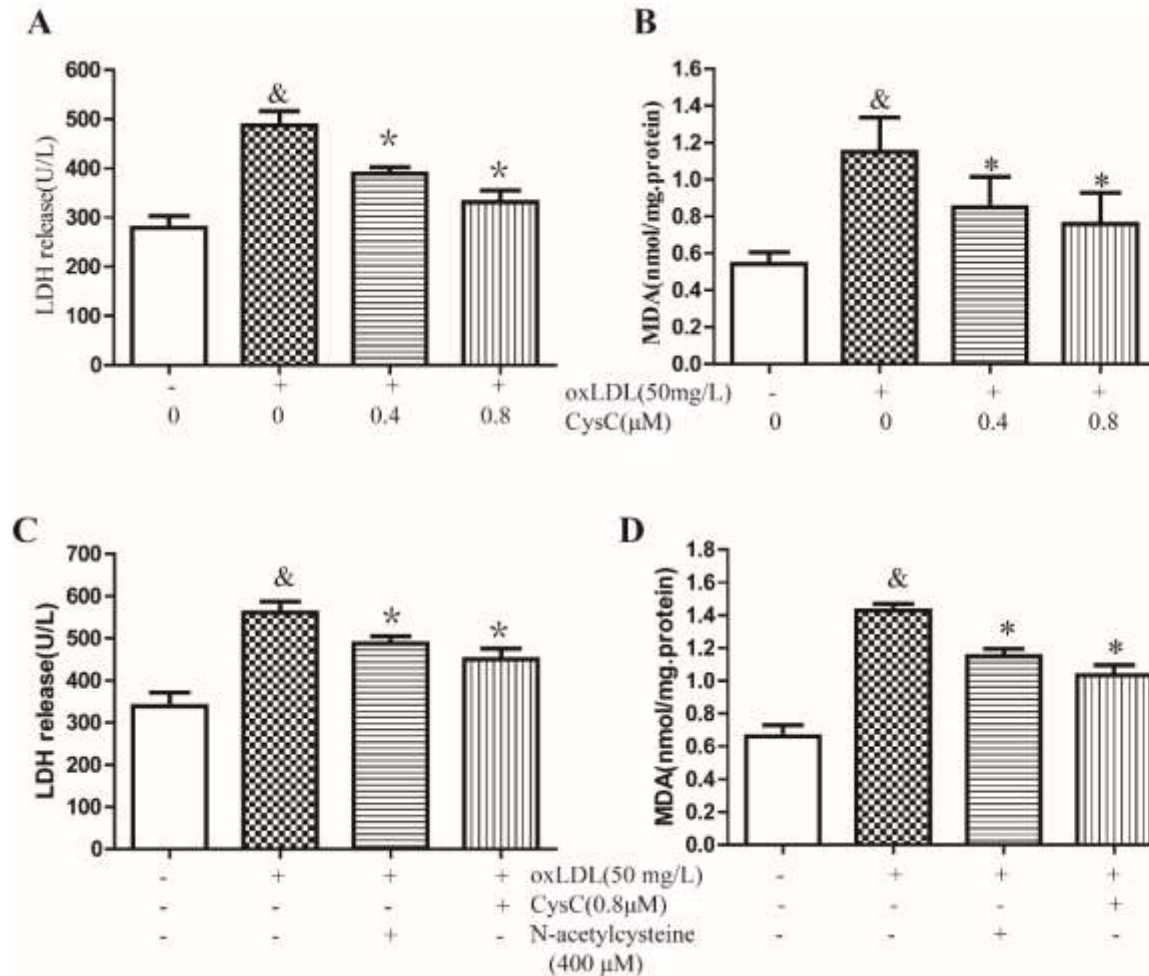 A
LDH release(U/L)
600
500
400
300
200
100
0
&
*
*
- + + +
0 0 0.4 0.8
B
MDA(nmol/mg.protein)
1.6
1.4
1.2
1.0
0.8
0.6
0.4
0.2
0.0
&
*
*
oxLDL(50mg/L) - + + +
CysC(μM) 0 0 0.4 0.8
C
LDH release(U/L)
700
600
500
400
300
200
100
0
&
*
*
- + + +
- - - +
- - + -
D
MDA(nmol/mg.protein)
1.8
1.6
1.4
1.2
1.0
0.8
0.6
0.4
0.2
0.0
&
*
*
oxLDL(50 mg/L) - + + +
CysC(0.8μM) - - - +
N-acetylcysteine - - + -
(400 μM)